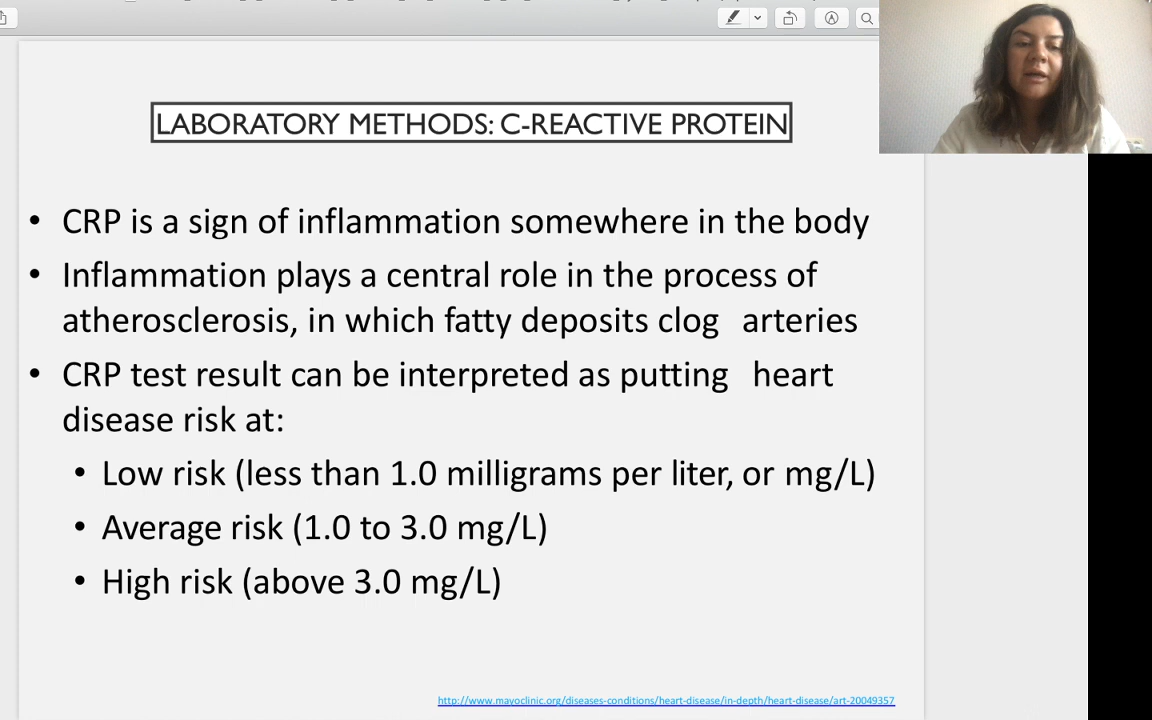 LABORATORY METHODS: C-REACTIVE PROTEIN
• CRP is a sign of inflammation somewhere in the body
• Inflammation plays a central role in the process of
atherosclerosis, in which fatty deposits clog arteries
• CRP test result can be interpreted as putting heart
disease risk at:
• Low risk (less than 1.0 milligrams per liter, or mg/L)
• Average risk (1.0 to 3.0 mg/L)
• High risk (above 3.0 mg/L)
http://www.mayoclinic.org/diseases-conditions/heart-disease/in-depth/heart-disease/art-20049357